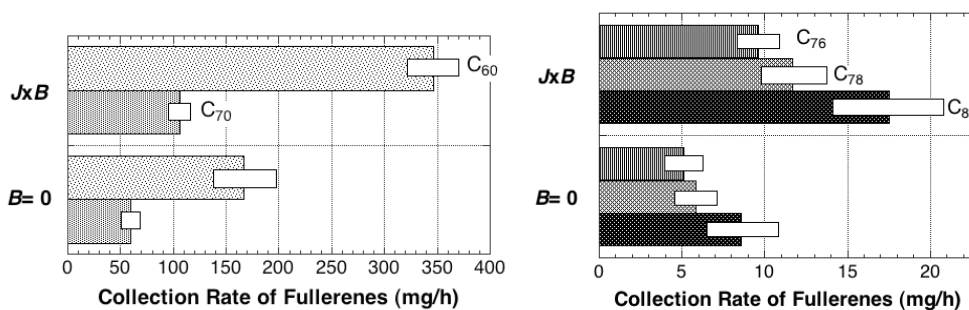 JxB
B= 0
C60
C70
0 50 100 150 200 250 300 350 400
Collection Rate of Fullerenes (mg/h)
JxB
B= 0
C76
C78
C8
0 5 10 15 20
Collection Rate of Fullerenes (mg/h)